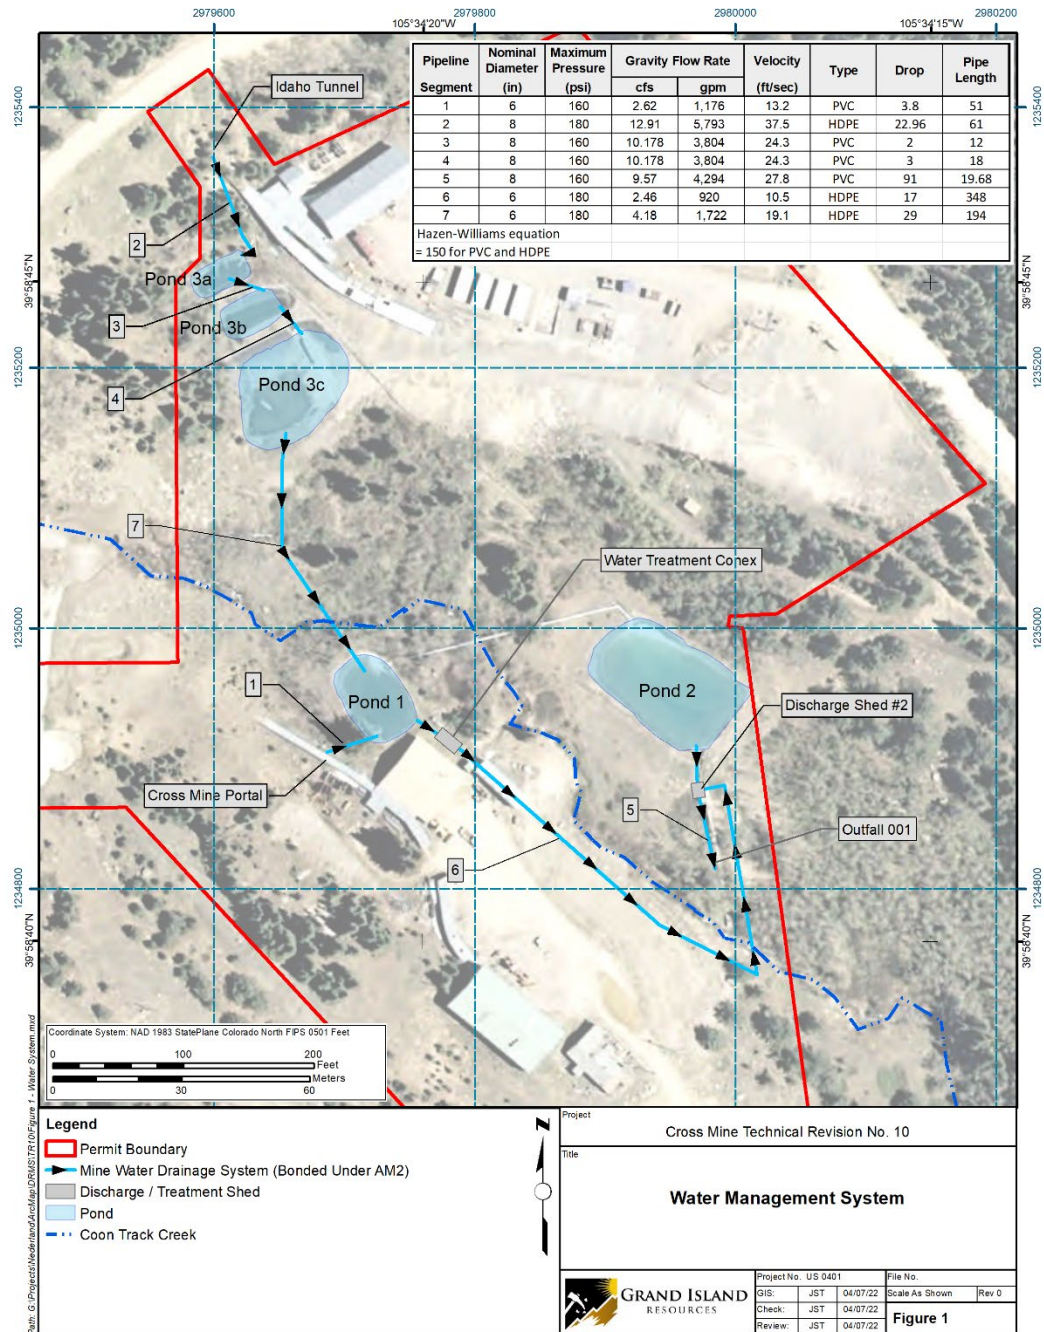 2979600 2979800 2980000 2980200
105°34'20"W 105°34'15"W
Pipeline Segment Nominal Diameter (in) Maximum Pressure (psi) Gravity Flow Rate cfs gpm Velocity (ft/sec) Type Drop Pipe Length
1 6 160 2.62 1,176 13.2 PVC 3.8 51
2 8 180 12.91 5,793 37.5 HDPE 22.96 61
3 8 160 10.178 3,804 24.3 PVC 2 12
4 8 160 10.178 3,804 24.3 PVC 3 18
5 8 160 9.57 4,294 27.8 PVC 91 19.68
6 6 180 2.46 920 10.5 HDPE 17 348
7 6 180 4.18 1,722 19.1 HDPE 29 194
Hazen-Williams equation
= 150 for PVC and HDPE
Idaho Tunnel
1235400 1235400
2
Pond 3a
39°58'45"N 39°58'45"N
3
Pond 3b
1235200 1235200
Pond 3c
4
7
Water Treatment Conex
1235000 1235000
1
Pond 1
Pond 2
Discharge Shed #2
Cross Mine Portal
5
Outfall 001
6
1234800 1234800
39°58'40"N 39°58'40"N
Coordinate System: NAD 1983 StatePlane Colorado North FIPS 0501 Feet
0 100 200
Feet
Meters
0 30 60
Path: G:\Projects\Nederland\ArcMap\DRMS\TR10\Figure 1 - Water System.mxd
Legend
Permit Boundary
Mine Water Drainage System (Bonded Under AM2)
Discharge / Treatment Shed
Pond
Coon Track Creek
N
Project
Cross Mine Technical Revision No. 10
Title
Water Management System
GRAND ISLAND
RESOURCES
Project No. US 0401 File No.
GIS: JST 04/07/22 Scale As Shown Rev 0
Check: JST 04/07/22
Review: JST 04/07/22
Figure 1